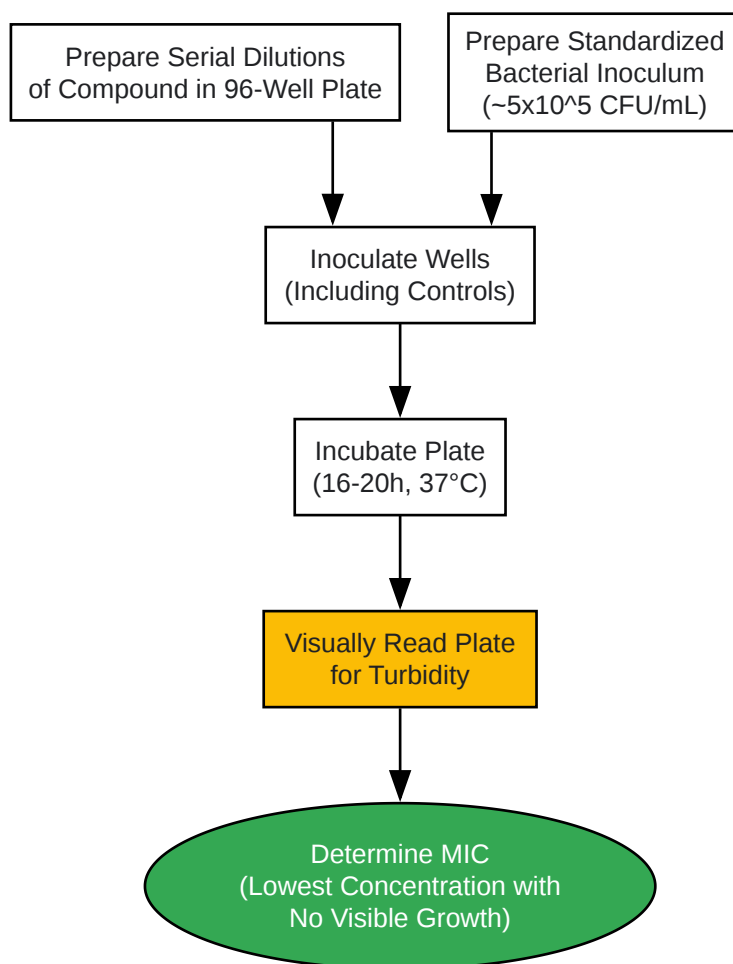 Prepare Serial Dilutions
of Compound in 96-Well Plate
Prepare Standardized
Bacterial Inoculum
(~5x10^5 CFU/mL)
Inoculate Wells
(Including Controls)
Incubate Plate
(16-20h, 37°C)
Visually Read Plate
for Turbidity
Determine MIC
(Lowest Concentration with
No Visible Growth)